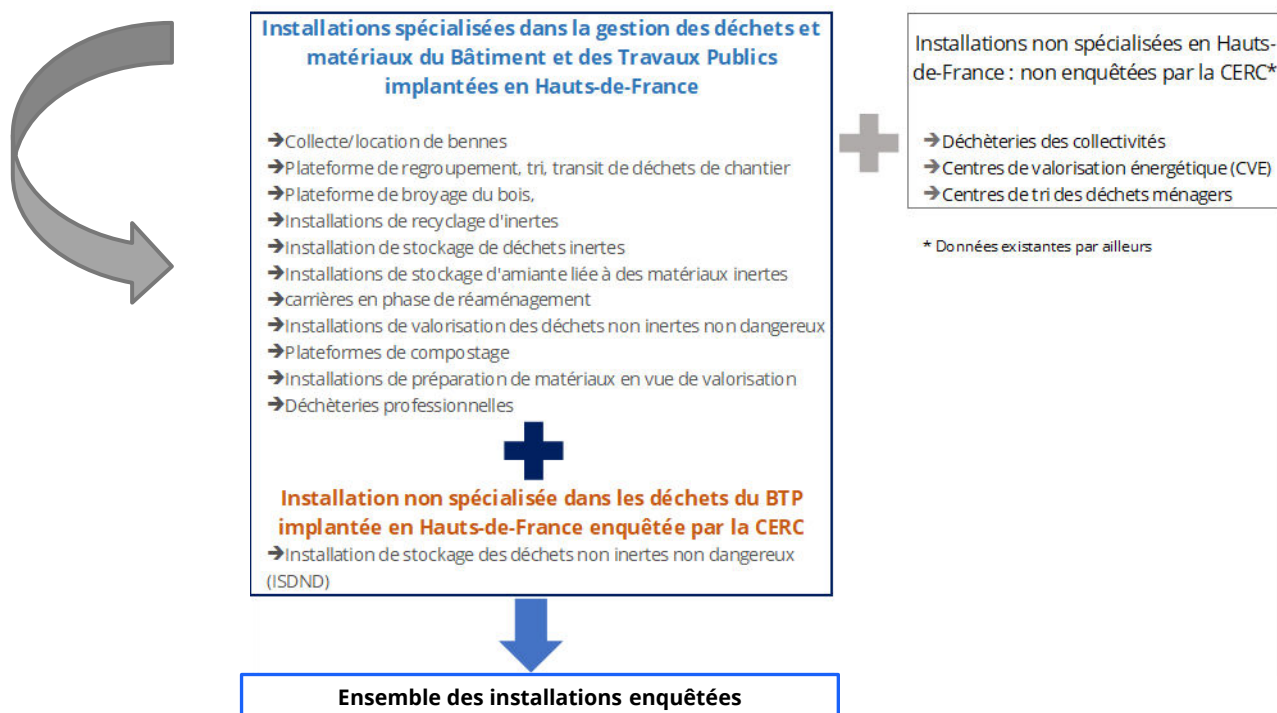 Installations spécialisées dans la gestion des déchets et
matériaux du Bâtiment et des Travaux Publics
implantées en Hauts-de-France
➔Collecte/location de bennes
➔Plateforme de regroupement, tri, transit de déchets de chantier
➔Plateforme de broyage du bois,
➔Installations de recyclage d'inertes
➔Installation de stockage de déchets inertes
➔Installations de stockage d'amiante liée à des matériaux inertes
➔carrières en phase de réaménagement
➔Installations de valorisation des déchets non inertes non dangereux
➔Plateformes de compostage
➔Installations de préparation de matériaux en vue de valorisation
➔Déchèteries professionnelles
Installation non spécialisée dans les déchets du BTP
implantée en Hauts-de-France enquêtée par la CERC
➔Installation de stockage des déchets non inertes non dangereux
(ISDND)
Ensemble des installations enquêtées
Installations non spécialisées en Hauts-
de-France : non enquêtées par la CERC*
➔Déchèteries des collectivités
➔Centres de valorisation énergétique (CVE)
➔Centres de tri des déchets ménagers
* Données existantes par ailleurs